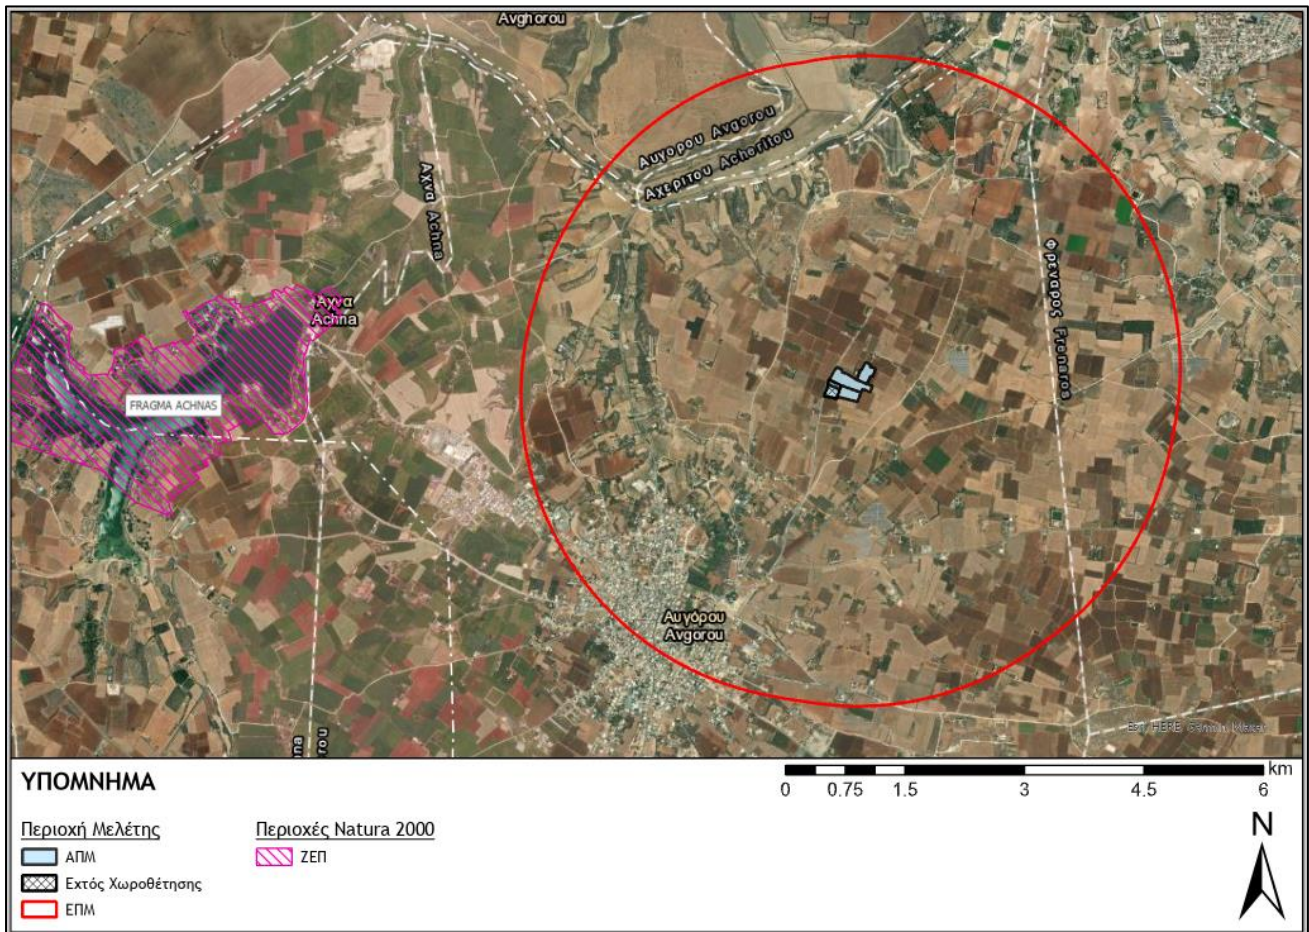 Avghorou
Αυγορου Avgorou
Αχεριτου Acheritou
Αχνα Achna
Φρεναρος Frenaros
Αχνα
Achna
FRAGMA ACHNAS
Αυγόρου
Avgorou
Esri HERE Garmin Maxar
na
rou
ΥΠΟΜΝΗΜΑ
km
0 0.75 1.5 3 4.5 6
Περιοχή Μελέτης
ΑΠΜ
Εκτός Χωροθέτησης
ΕΠΜ
Περιοχές Natura 2000
ΖΕΠ
N